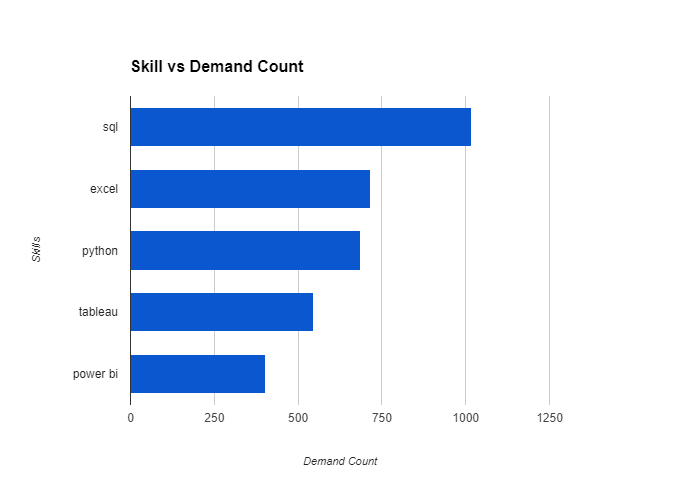 Skill vs Demand Count
sql
excel
python
tableau
power bi
Skills
0 250 500 750 1000 1250
Demand Count